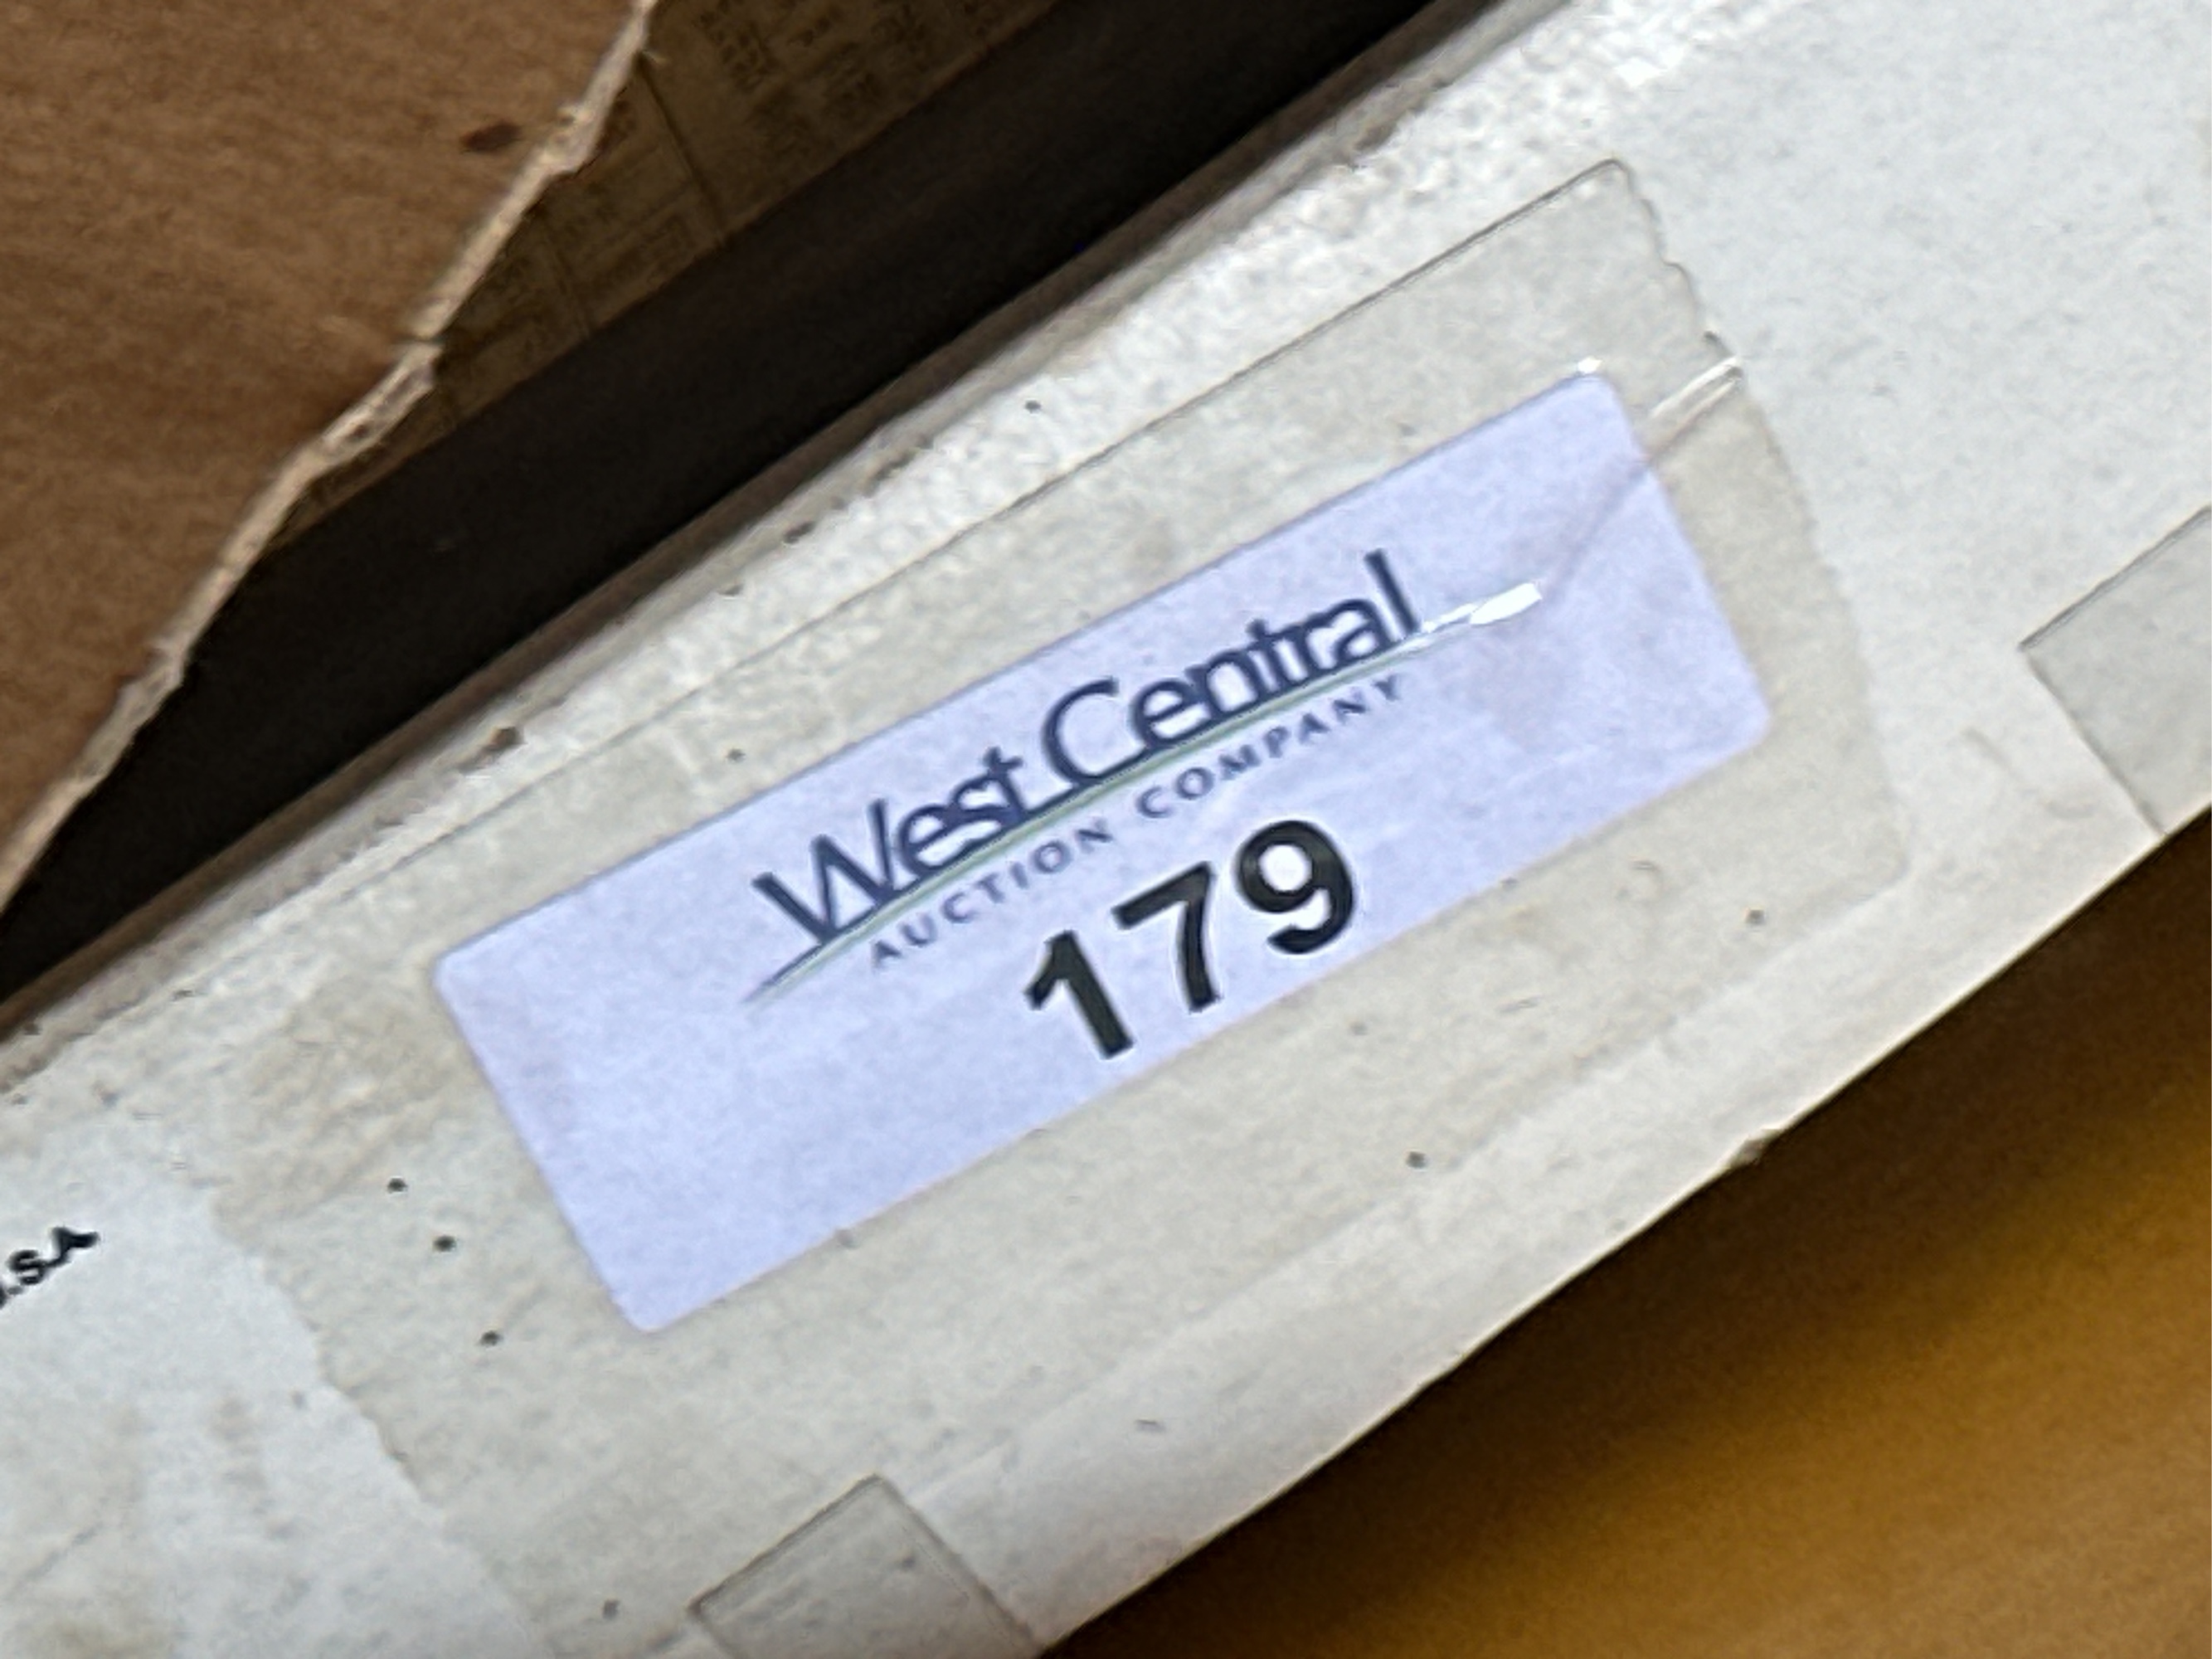 West Central
AUCTION COMPANY
179
.S.A